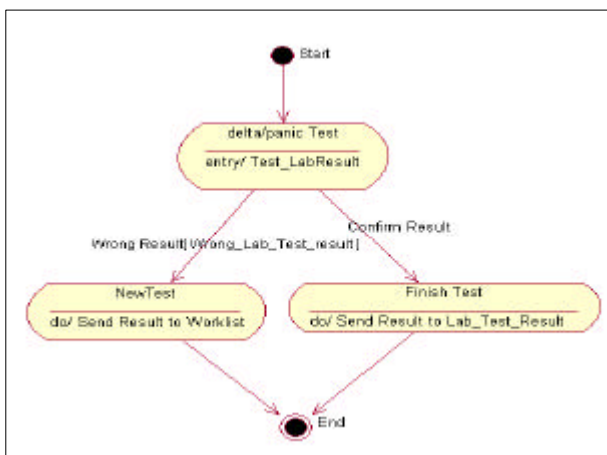 Start
delta/panic Test
entry/ Test_LabResult
Confirm Result
Wrong Result[Wrong_Lab_Test_result]
NewTest
do/ Send Result to Worklist
Finish Test
do/ Send Result to Lab_Test_Result
End